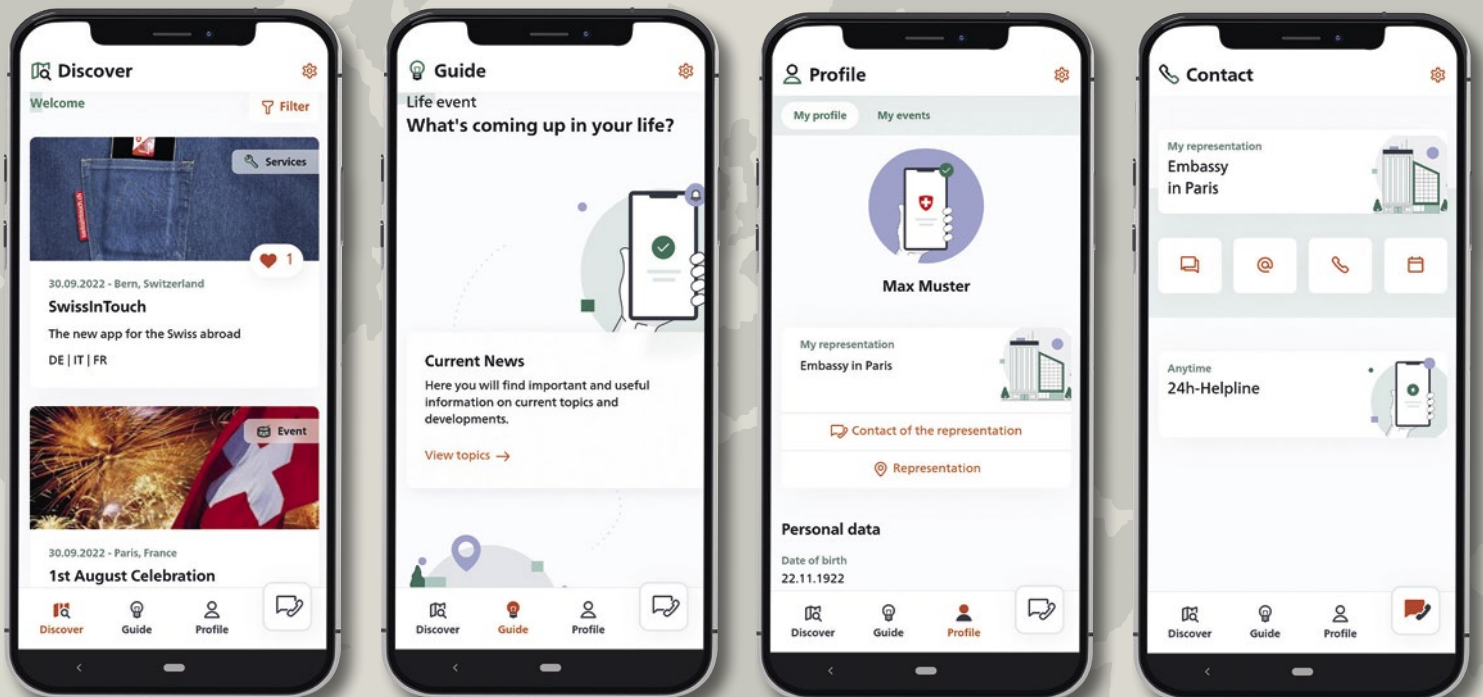 Discover
Welcome
Filter
Services
1
30.09.2022 - Bern, Switzerland
SwissInTouch
The new app for the Swiss abroad
DE | IT | FR
Event
30.09.2022 - Paris, France
1st August Celebration
Discover
Guide
Profile
Guide
Life event
What's coming up in your life?
Current News
Here you will find important and useful
information on current topics and
developments.
View topics →
Discover
Guide
Profile
Profile
My profile
My events
Max Muster
My representation
Embassy in Paris
Contact of the representation
Representation
Personal data
Date of birth
22.11.1922
Discover
Guide
Profile
Contact
My representation
Embassy
in Paris
@
Anytime
24h-Helpline
Discover
Guide
Profile